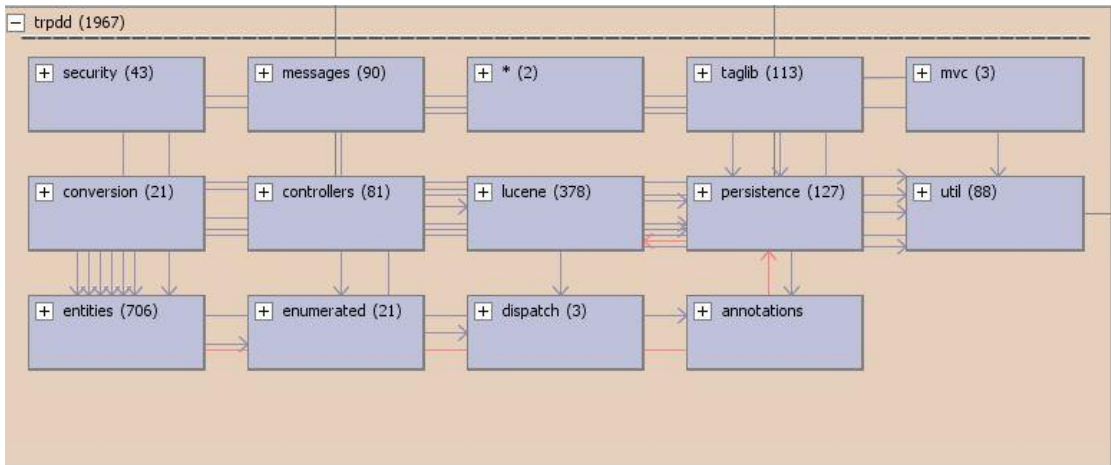 trpdd (1967)
security (43)
messages (90)
* (2)
taglib (113)
mvc (3)
conversion (21)
controllers (81)
lucene (378)
persistence (127)
util (88)
entities (706)
enumerated (21)
dispatch (3)
annotations